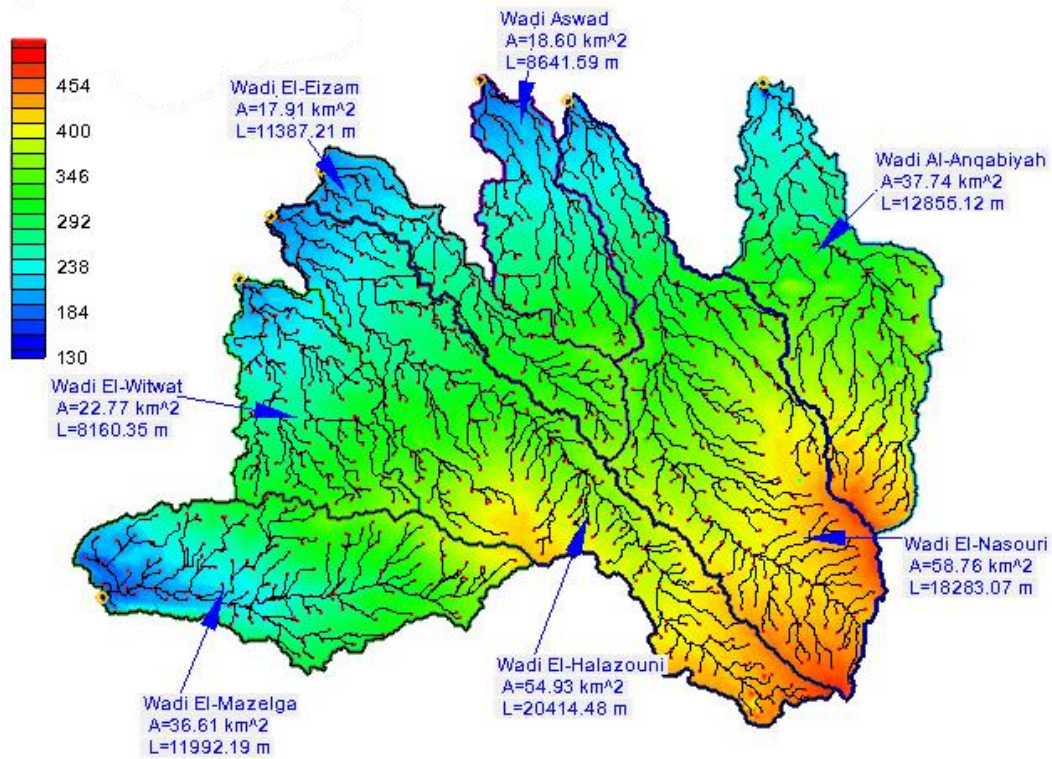 Wadi Aswad
A=18.60 km^2
L=8641.59 m
Wadi El-Eizam
A=17.91 km^2
L=11387.21 m
454
400
346
292
238
184
130
Wadi Al-Anqabiyah
A=37.74 km^2
L=12855.12 m
Wadi El-Witwat
A=22.77 km^2
L=8160.35 m
Wadi El-Nasouri
A=58.76 km^2
L=18283.07 m
Wadi El-Halazouni
A=54.93 km^2
L=20414.48 m
Wadi El-Mazelga
A=36.61 km^2
L=11992.19 m